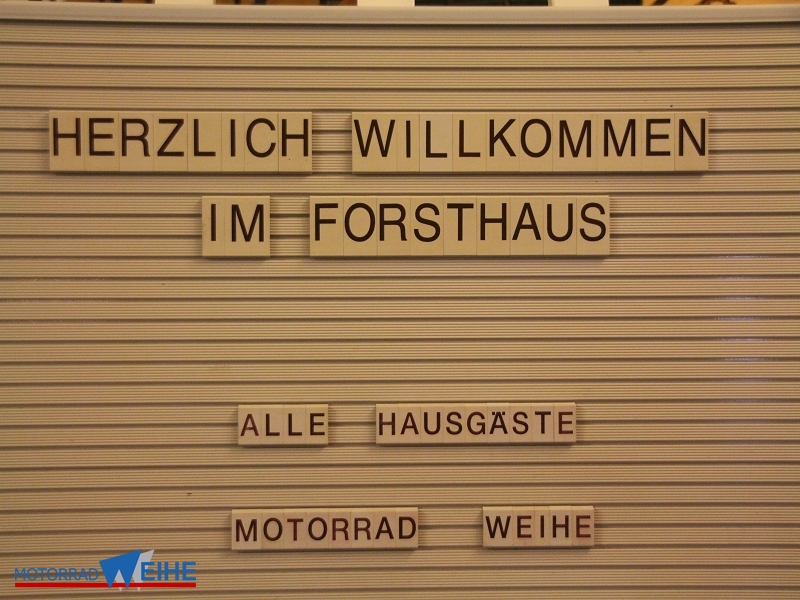 HERZLICH WILLKOMMEN
IM FORSTHAUS
ALLE HAUSGÄSTE
MOTORRAD WEIHE
MOTORRAD WEIHE